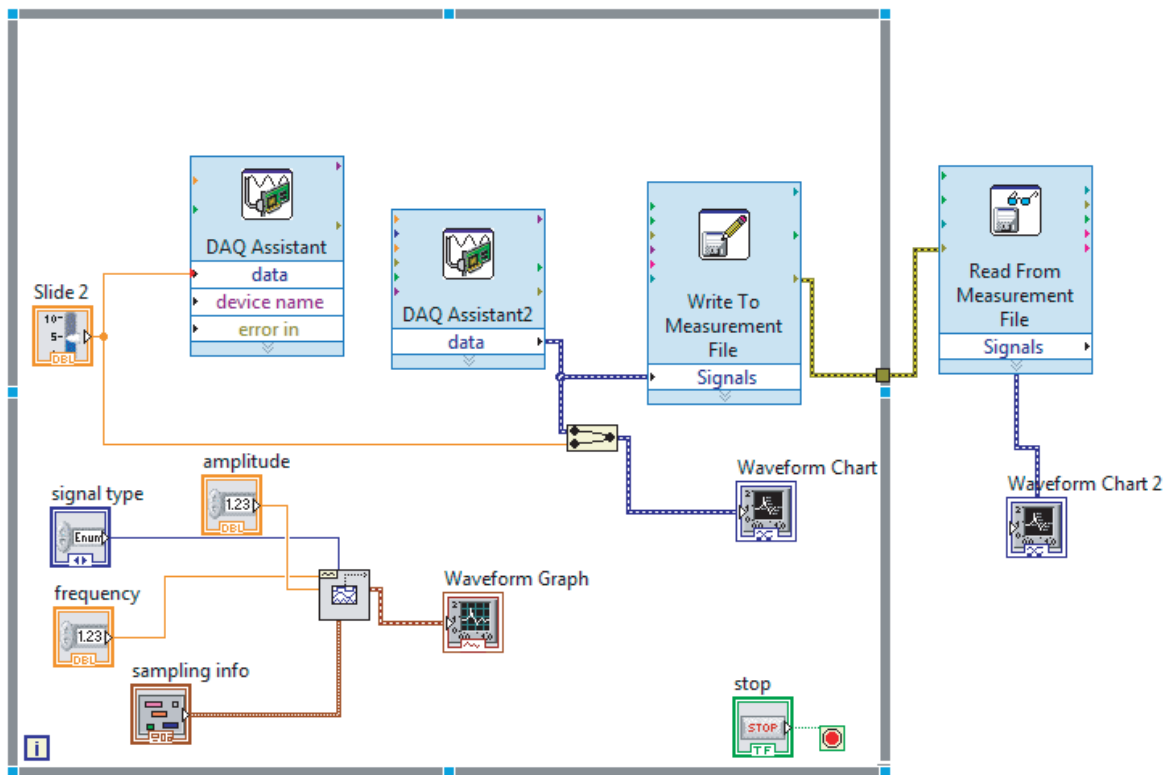 DAQ Assistant
data
device name
error in
Slide 2
10
5
DBL
DAQ Assistant2
data
Write To
Measurement
File
Signals
Read From
Measurement
File
Signals
amplitude
1.23
DBL
signal type
Enum
Waveform Chart
Waveform Chart 2
frequency
1.23
DBL
Waveform Graph
sampling info
stop
STOP
TF
i